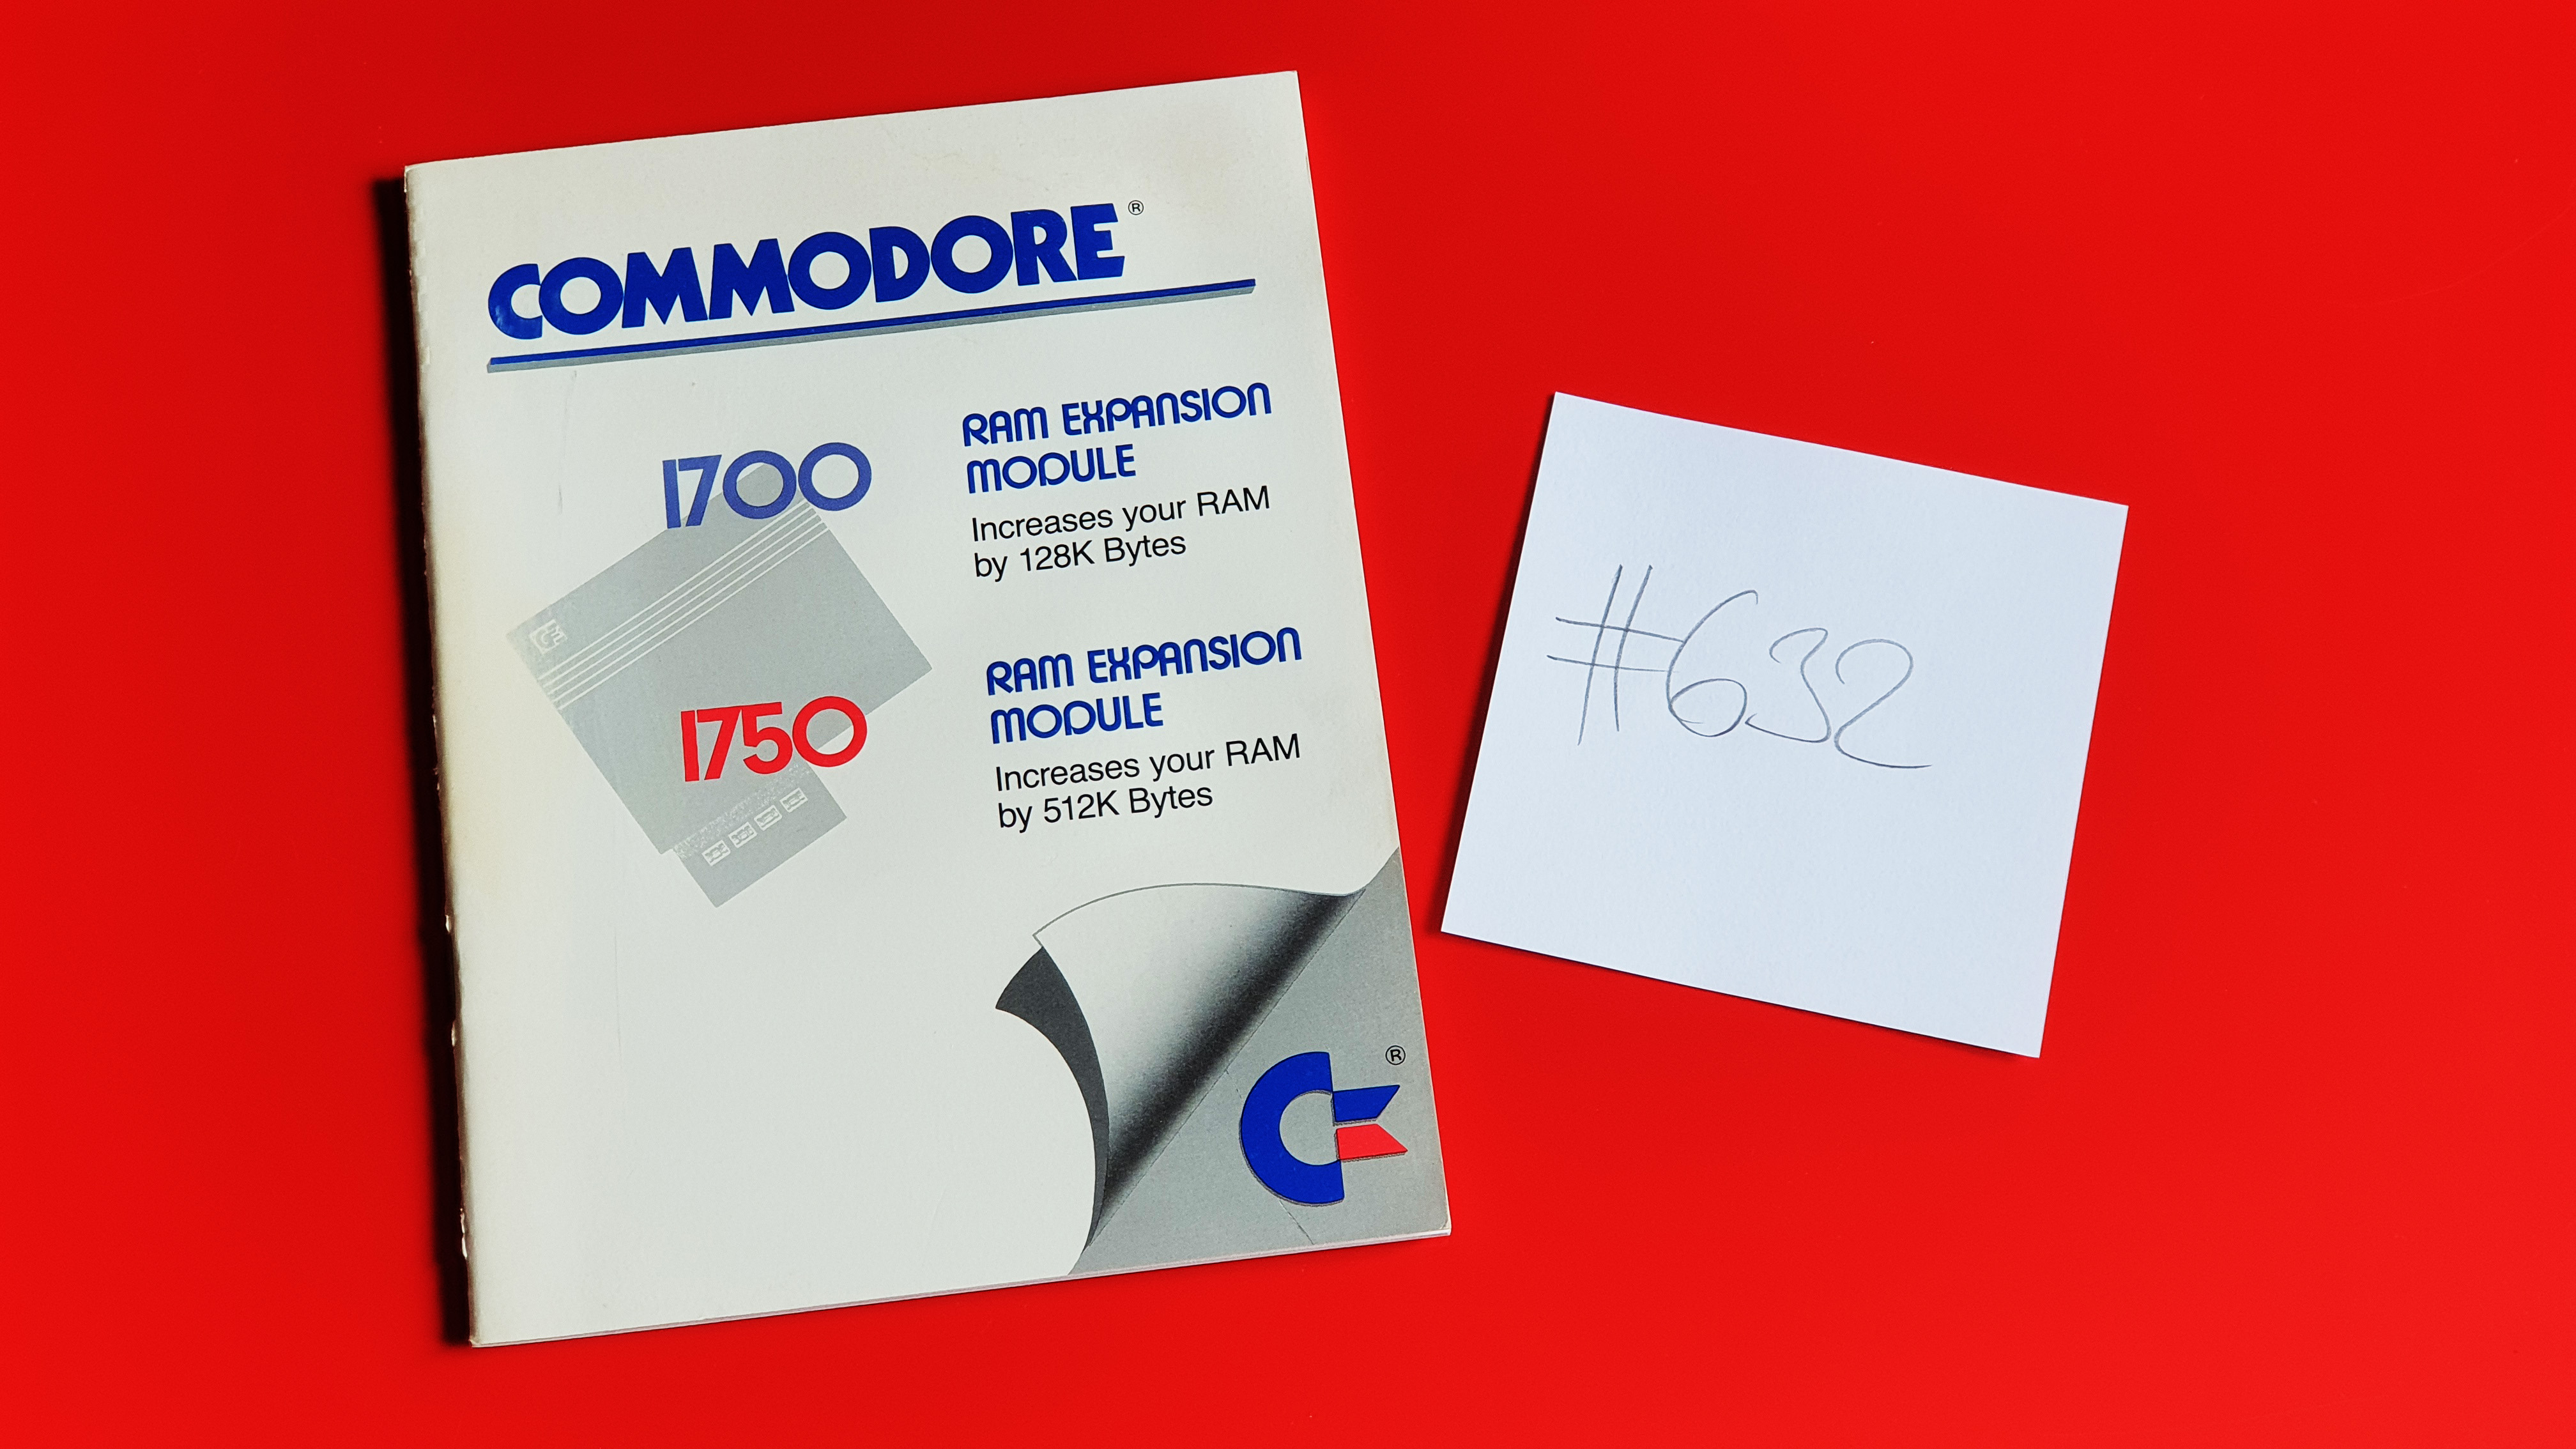 COMMODORE®
1700
RAM EXPANSION
MODULE
Increases your RAM
by 128K Bytes
1750
RAM EXPANSION
MODULE
Increases your RAM
by 512K Bytes
®
#632